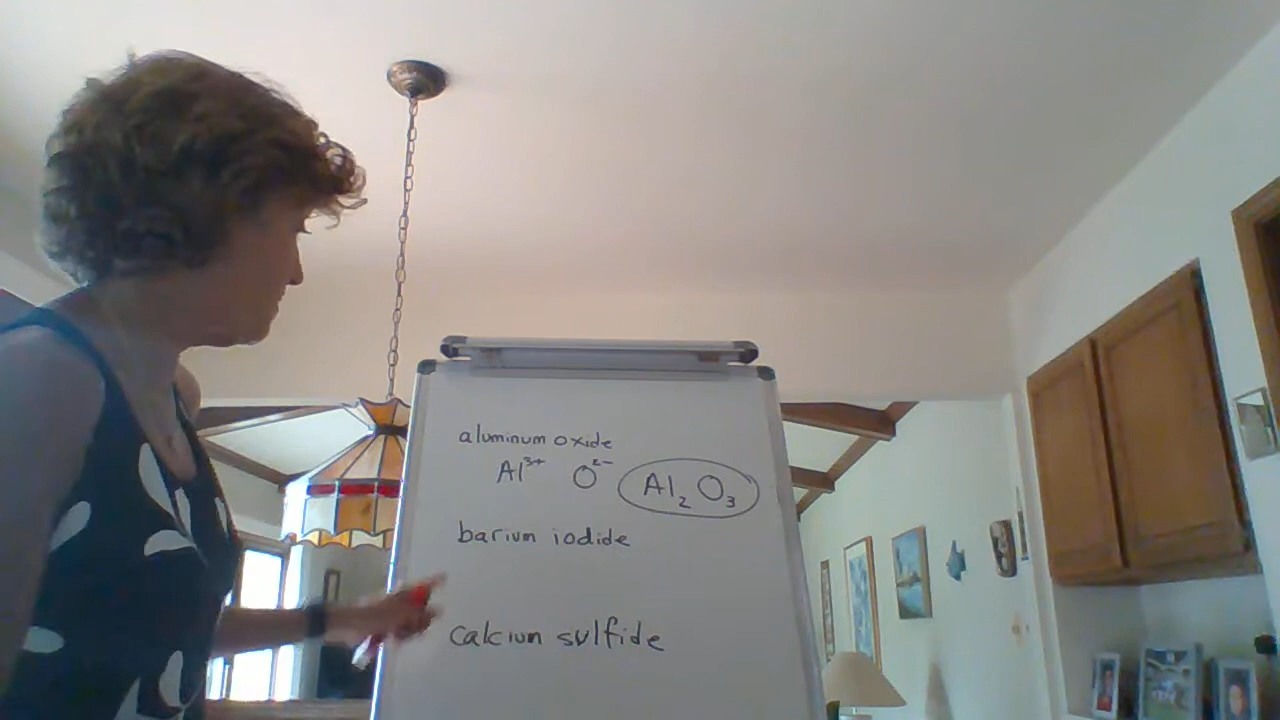 aluminum oxide
Al³⁺ O²⁻ Al₂O₃
barium iodide
calcium sulfide